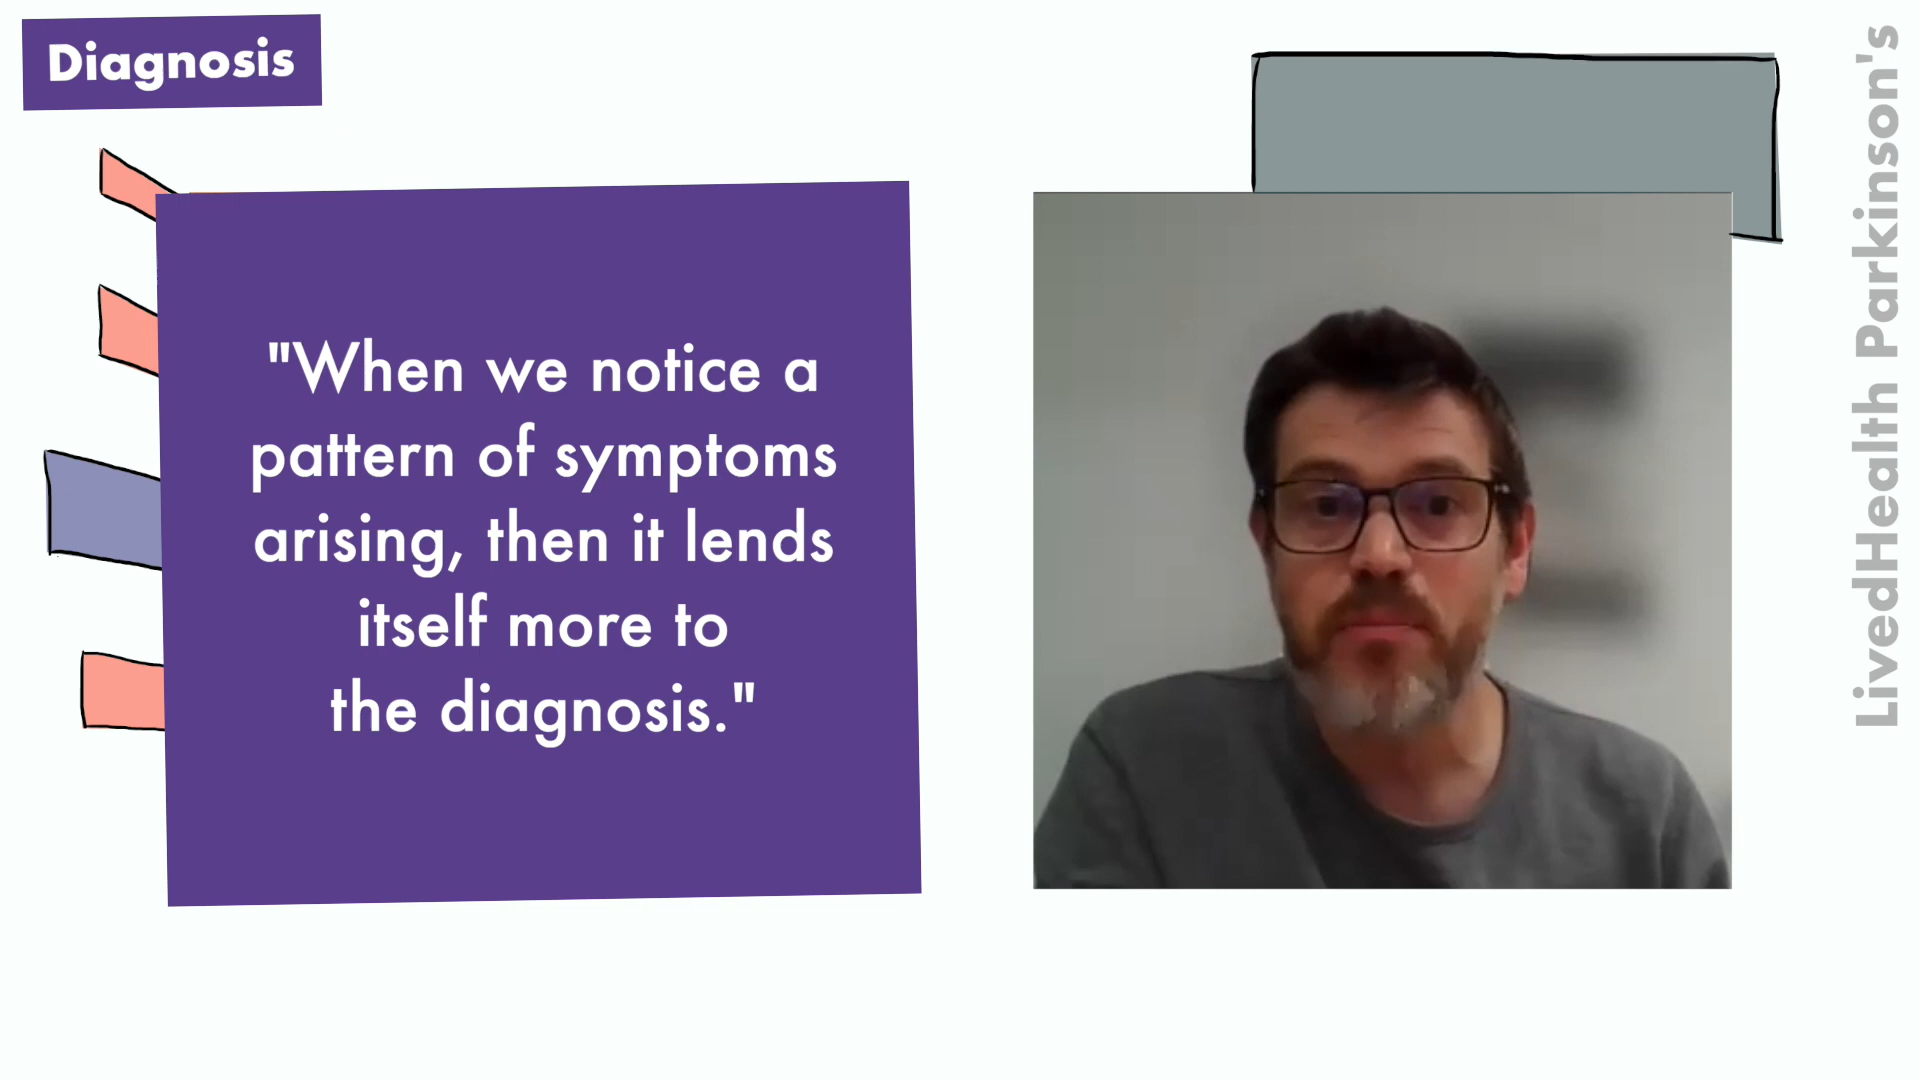 Diagnosis
"When we notice a
pattern of symptoms
arising, then it lends
itself more to
the diagnosis."
LivedHealth Parkinson's